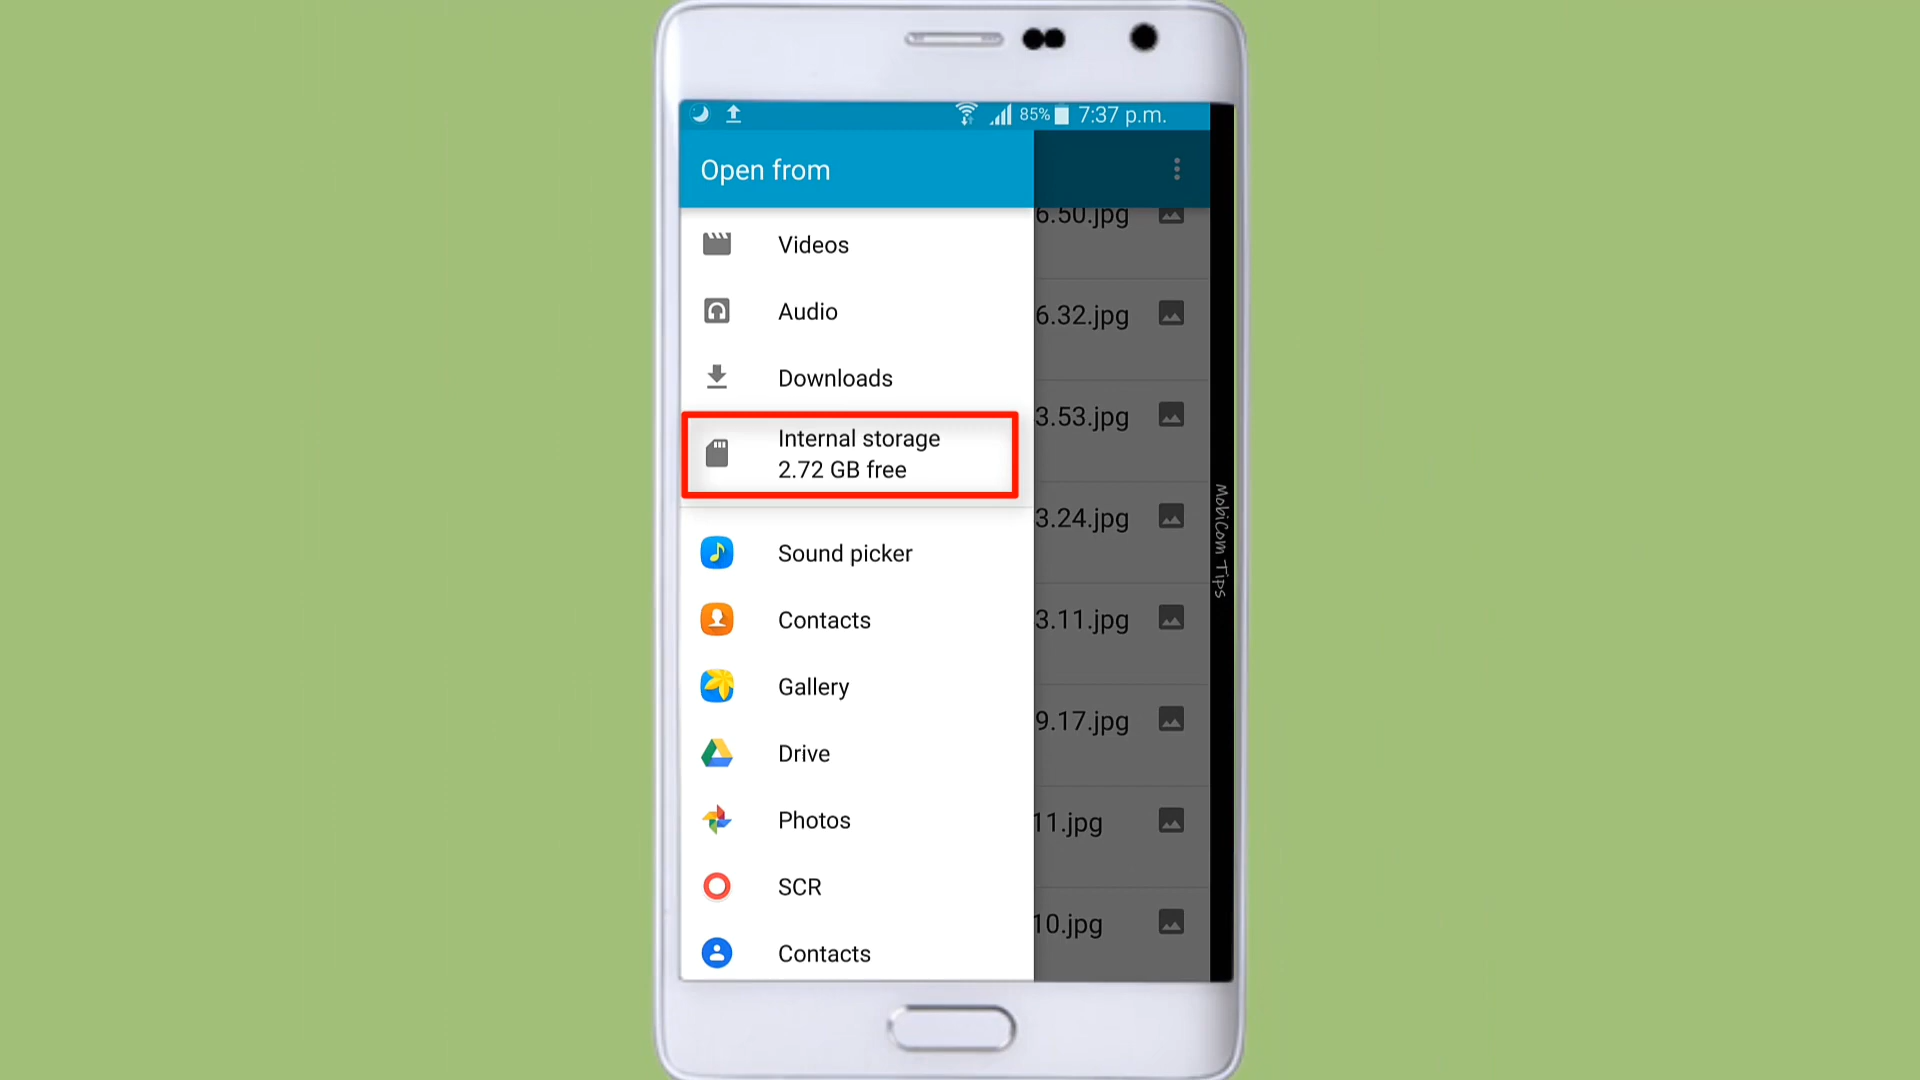 85% 7:37 p.m.
Open from
Videos
Audio
Downloads
Internal storage
2.72 GB free
Sound picker
Contacts
Gallery
Drive
Photos
SCR
Contacts
6.50.jpg
6.32.jpg
3.53.jpg
3.24.jpg
3.11.jpg
9.17.jpg
11.jpg
10.jpg
MobiCom Tips